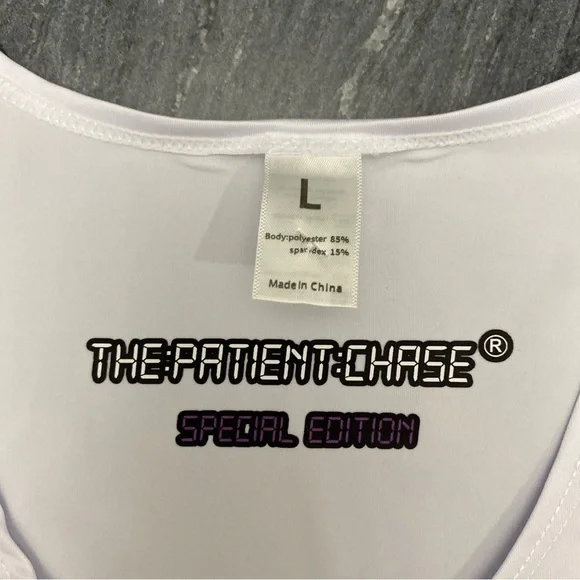 L
Body:polyester 85%
spandex 15%
Made in China
THE:PATIENT:CHASE®
SPECIAL EDITION